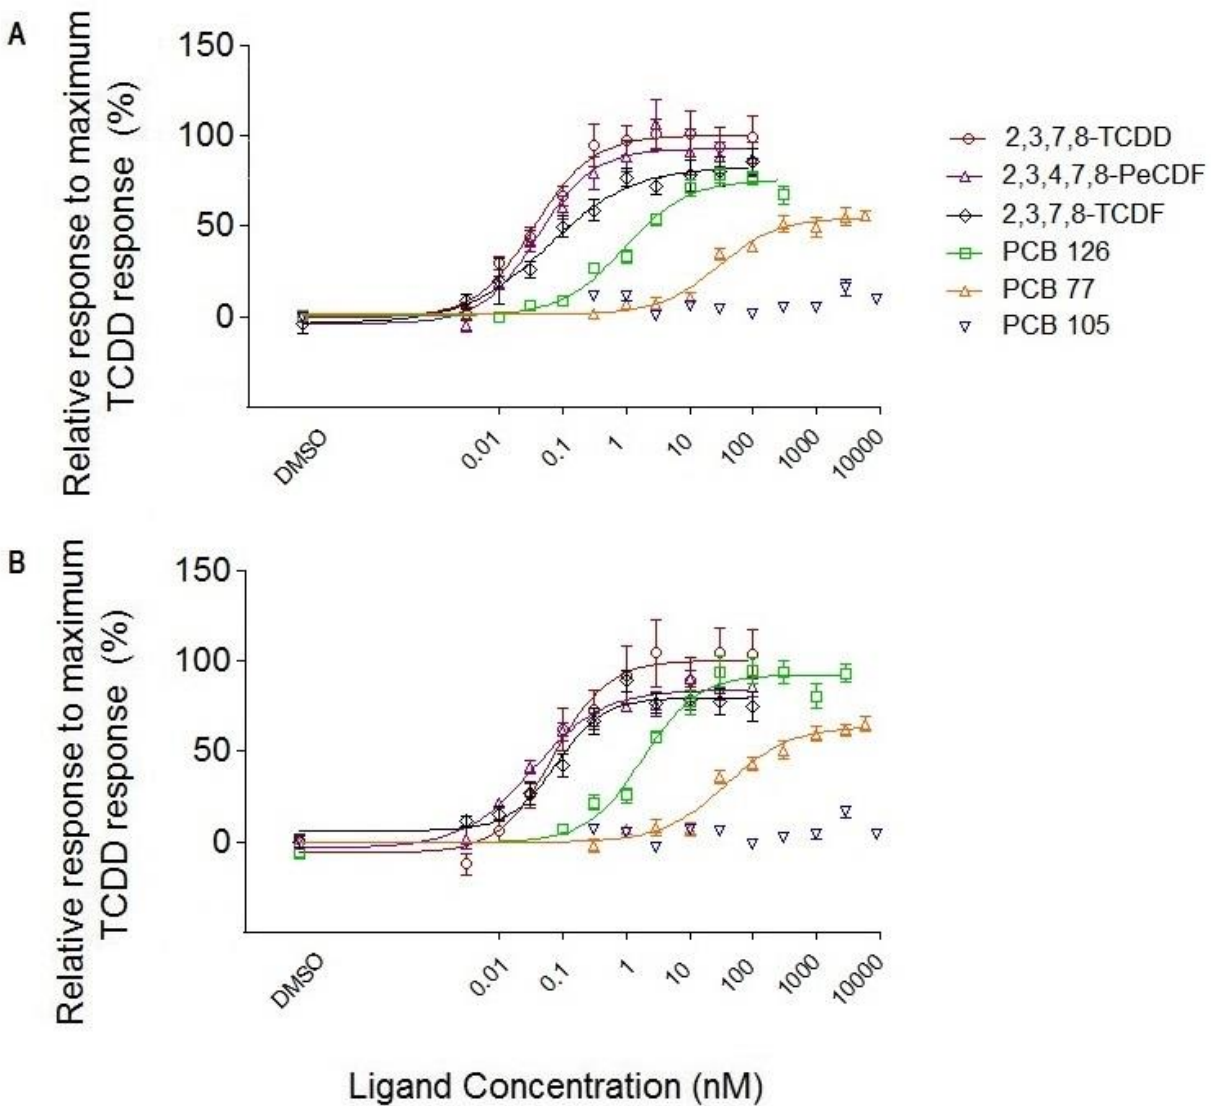 A
Relative response to maximum
TCDD response (%)
150
100
50
0
DMSO
0.01
0.1
1
10
100
1000
10000
2,3,7,8-TCDD
2,3,4,7,8-PeCDF
2,3,7,8-TCDF
PCB 126
PCB 77
PCB 105
B
Relative response to maximum
TCDD response (%)
150
100
50
0
DMSO
0.01
0.1
1
10
100
1000
10000
Ligand Concentration (nM)